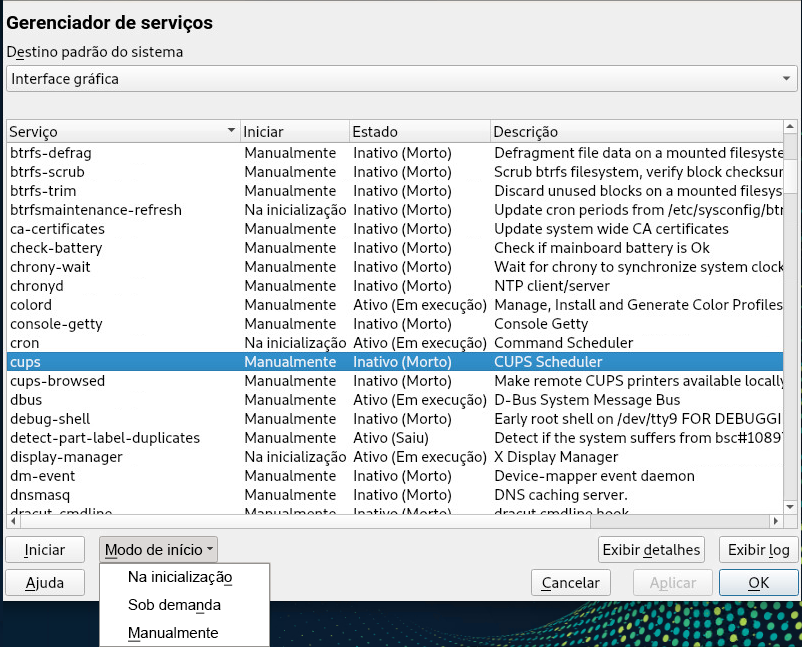 Gerenciador de serviços
Destino padrão do sistema
Interface gráfica
Serviço Iniciar Estado Descrição
btrfs-defrag Manualmente Inativo (Morto) Defragment file data on a mounted filesyste
btrfs-scrub Manualmente Inativo (Morto) Scrub btrfs filesystem, verify block checksur
btrfs-trim Manualmente Inativo (Morto) Discard unused blocks on a mounted filesys
btrfsmaintenance-refresh Na inicialização Inativo (Morto) Update cron periods from /etc/sysconfig/btr
ca-certificates Manualmente Inativo (Morto) Update system wide CA certificates
check-battery Manualmente Inativo (Morto) Check if mainboard battery is Ok
chrony-wait Manualmente Inativo (Morto) Wait for chrony to synchronize system clock
chronyd Manualmente Inativo (Morto) NTP client/server
colord Manualmente Ativo (Em execução) Manage, Install and Generate Color Profiles
console-getty Manualmente Inativo (Morto) Console Getty
cron Na inicialização Ativo (Em execução) Command Scheduler
cups Manualmente Inativo (Morto) CUPS Scheduler
cups-browsed Manualmente Inativo (Morto) Make remote CUPS printers available locally
dbus Manualmente Ativo (Em execução) D-Bus System Message Bus
debug-shell Manualmente Inativo (Morto) Early root shell on /dev/tty9 FOR DEBUGGI
detect-part-label-duplicates Manualmente Ativo (Saiu) Detect if the system suffers from bsc#1089
display-manager Na inicialização Ativo (Em execução) X Display Manager
dm-event Manualmente Inativo (Morto) Device-mapper event daemon
dnsmasq Manualmente Inativo (Morto) DNS caching server.
dracut-cmdline Manualmente Inativo (Morto) dracut cmdline hook
Iniciar Modo de início Exibir detalhes Exibir log
Ajuda Cancelar Aplicar OK
Na inicialização
Sob demanda
Manualmente